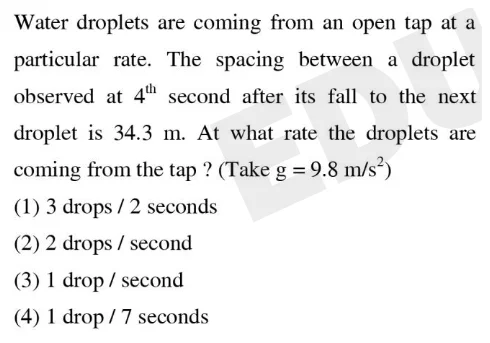 Water droplets are coming from an open tap at a
particular rate. The spacing between a droplet
observed at 4th second after its fall to the next
droplet is 34.3 m. At what rate the droplets are
coming from the tap ? (Take g = 9.8 m/s2)
(1) 3 drops / 2 seconds
(2) 2 drops / second
(3) 1 drop / second
(4) 1 drop / 7 seconds
EDU